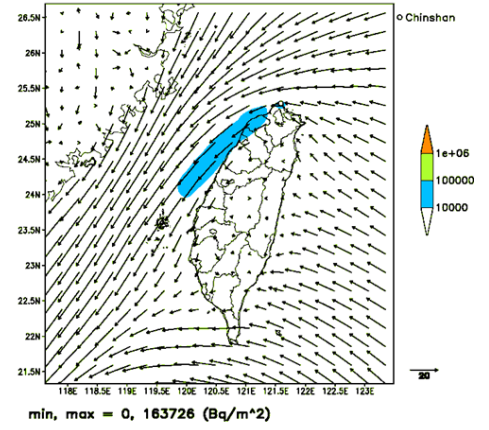 26.5N
Chinshan
26N
25.5N
25N
1e+06
24.5N
100000
24N
10000
23.5N
23N
22.5N
22N
21.5N
20
118E 118.5E 119E 119.5E 120E 120.5E 121E 121.5E 122E 122.5E 123E
min, max = 0, 163726 (Bq/m^2)